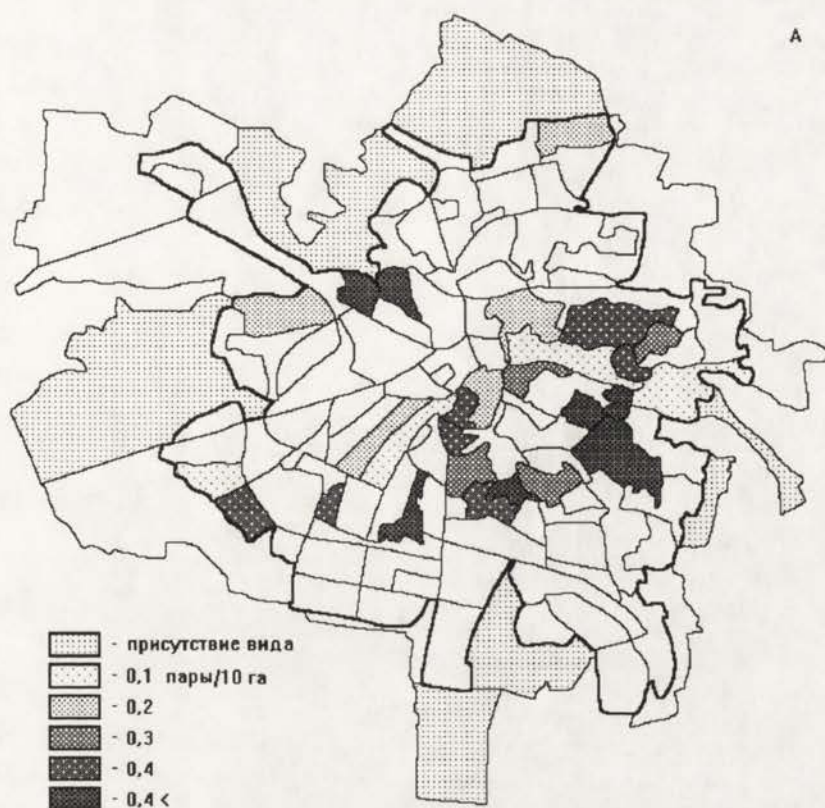 А
- присутствие вида
- 0,1 пары/10 га
- 0,2
- 0,3
- 0,4
- 0,4 <